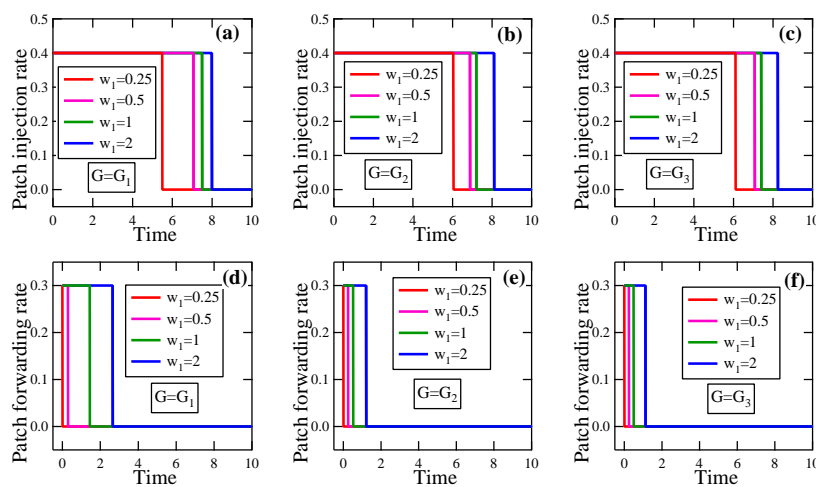 (a)
Patch injection rate
0.5
0.4
0.3
0.2
0.1
0.0
w1=0.25
w1=0.5
w1=1
w1=2
G=G1
0 2 4 6 8 10
Time
(b)
Patch injection rate
0.5
0.4
0.3
0.2
0.1
0.0
w1=0.25
w1=0.5
w1=1
w1=2
G=G2
0 2 4 6 8 10
Time
(c)
Patch injection rate
0.5
0.4
0.3
0.2
0.1
0.0
w1=0.25
w1=0.5
w1=1
w1=2
G=G3
0 2 4 6 8 10
Time
(d)
Patch forwarding rate
0.3
0.2
0.1
0.0
w1=0.25
w1=0.5
w1=1
w1=2
G=G1
0 2 4 6 8 10
Time
(e)
Patch forwarding rate
0.3
0.2
0.1
0.0
w1=0.25
w1=0.5
w1=1
w1=2
G=G2
0 2 4 6 8 10
Time
(f)
Patch forwarding rate
0.3
0.2
0.1
0.0
w1=0.25
w1=0.5
w1=1
w1=2
G=G3
0 2 4 6 8 10
Time